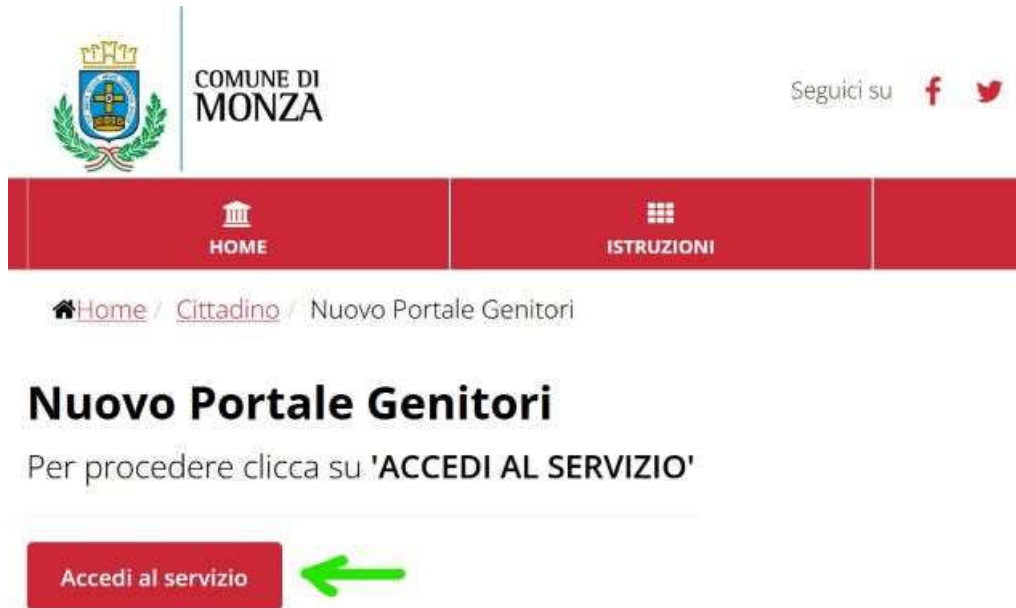 COMUNE DI
MONZA
Seguici su
HOME
ISTRUZIONI
Home / Cittadino / Nuovo Portale Genitori
Nuovo Portale Genitori
Per procedere clicca su 'ACCEDI AL SERVIZIO'
Accedi al servizio